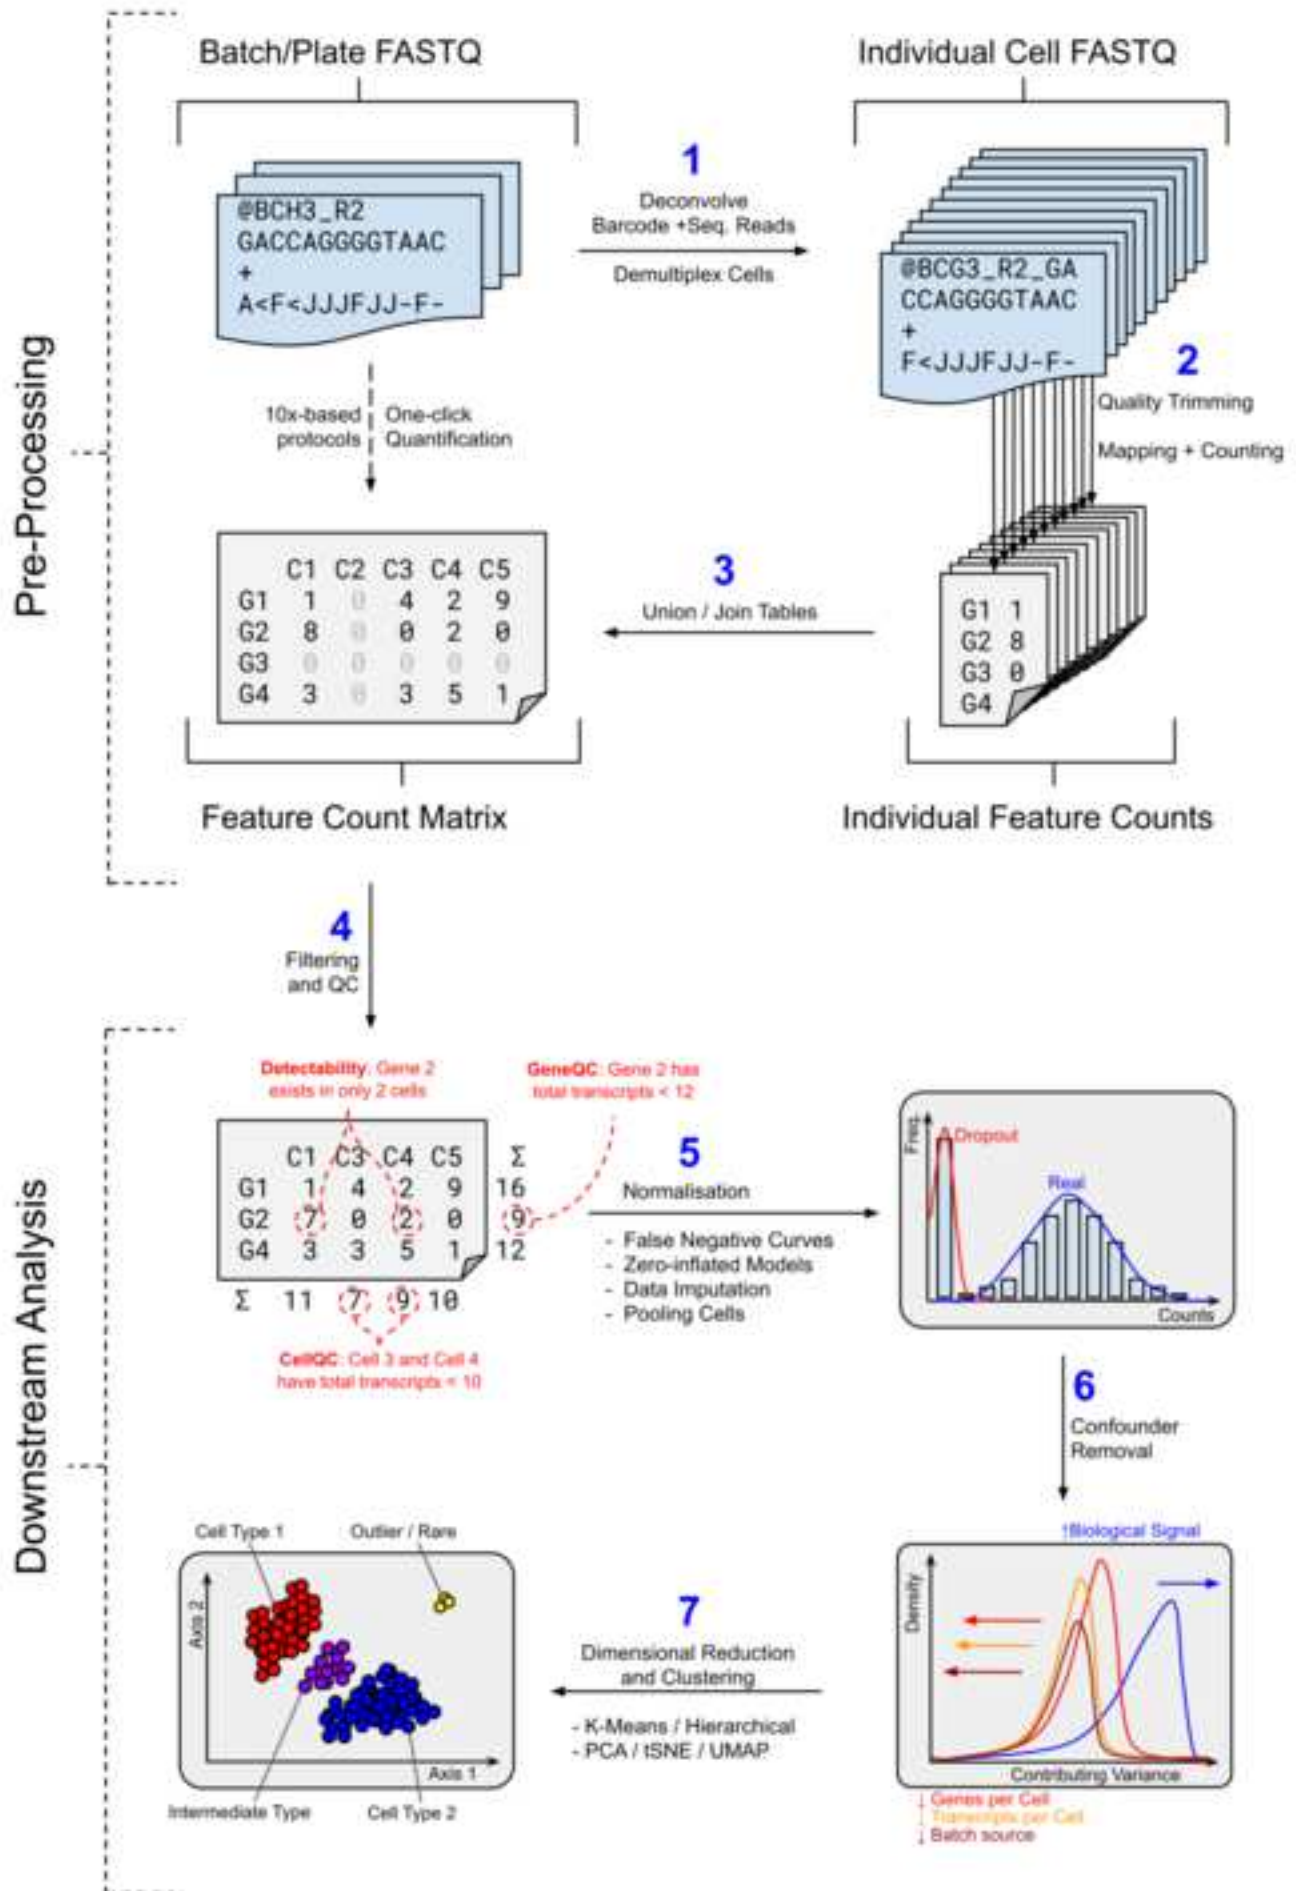 Pre-Processing
Batch/Plate FASTQ
@BCH3_R2
GACCAGGGGTAAC
+
A<F<JJJFJJ-F-
1
Deconvolve
Barcode +Seq. Reads
Demultiplex Cells
Individual Cell FASTQ
@BCG3_R2_GA
CCAGGGGTAAC
+
F<JJJFJJ-F-
2
Quality Trimming
Mapping + Counting
10x-based
protocols
One-click
Quantification
C1 C2 C3 C4 C5
G1 1 0 4 2 9
G2 8 0 0 2 0
G3 0 0 0 0 0
G4 3 0 3 5 1
Feature Count Matrix
3
Union / Join Tables
G1 1
G2 8
G3 0
G4
Individual Feature Counts
4
Filtering
and QC
Downstream Analysis
Detectability: Gene 2
exists in only 2 cells
GeneQC: Gene 2 has
total transcripts < 12
C1 C3 C4 C5 Σ
G1 1 4 2 9 16
G2 7 0 2 0 9
G4 3 3 5 1 12
Σ 11 7 9 10
CellQC: Cell 3 and Cell 4
have total transcripts < 10
5
Normalisation
- False Negative Curves
- Zero-inflated Models
- Data Imputation
- Pooling Cells
Freq.
Dropout
Real
Counts
6
Confounder
Removal
↑Biological Signal
Density
Contributing Variance
↓ Genes per Cell
↓ Transcripts per Cell
↓ Batch source
7
Dimensional Reduction
and Clustering
- K-Means / Hierarchical
- PCA / tSNE / UMAP
Cell Type 1
Outlier / Rare
Axis 2
Axis 1
Intermediate Type
Cell Type 2